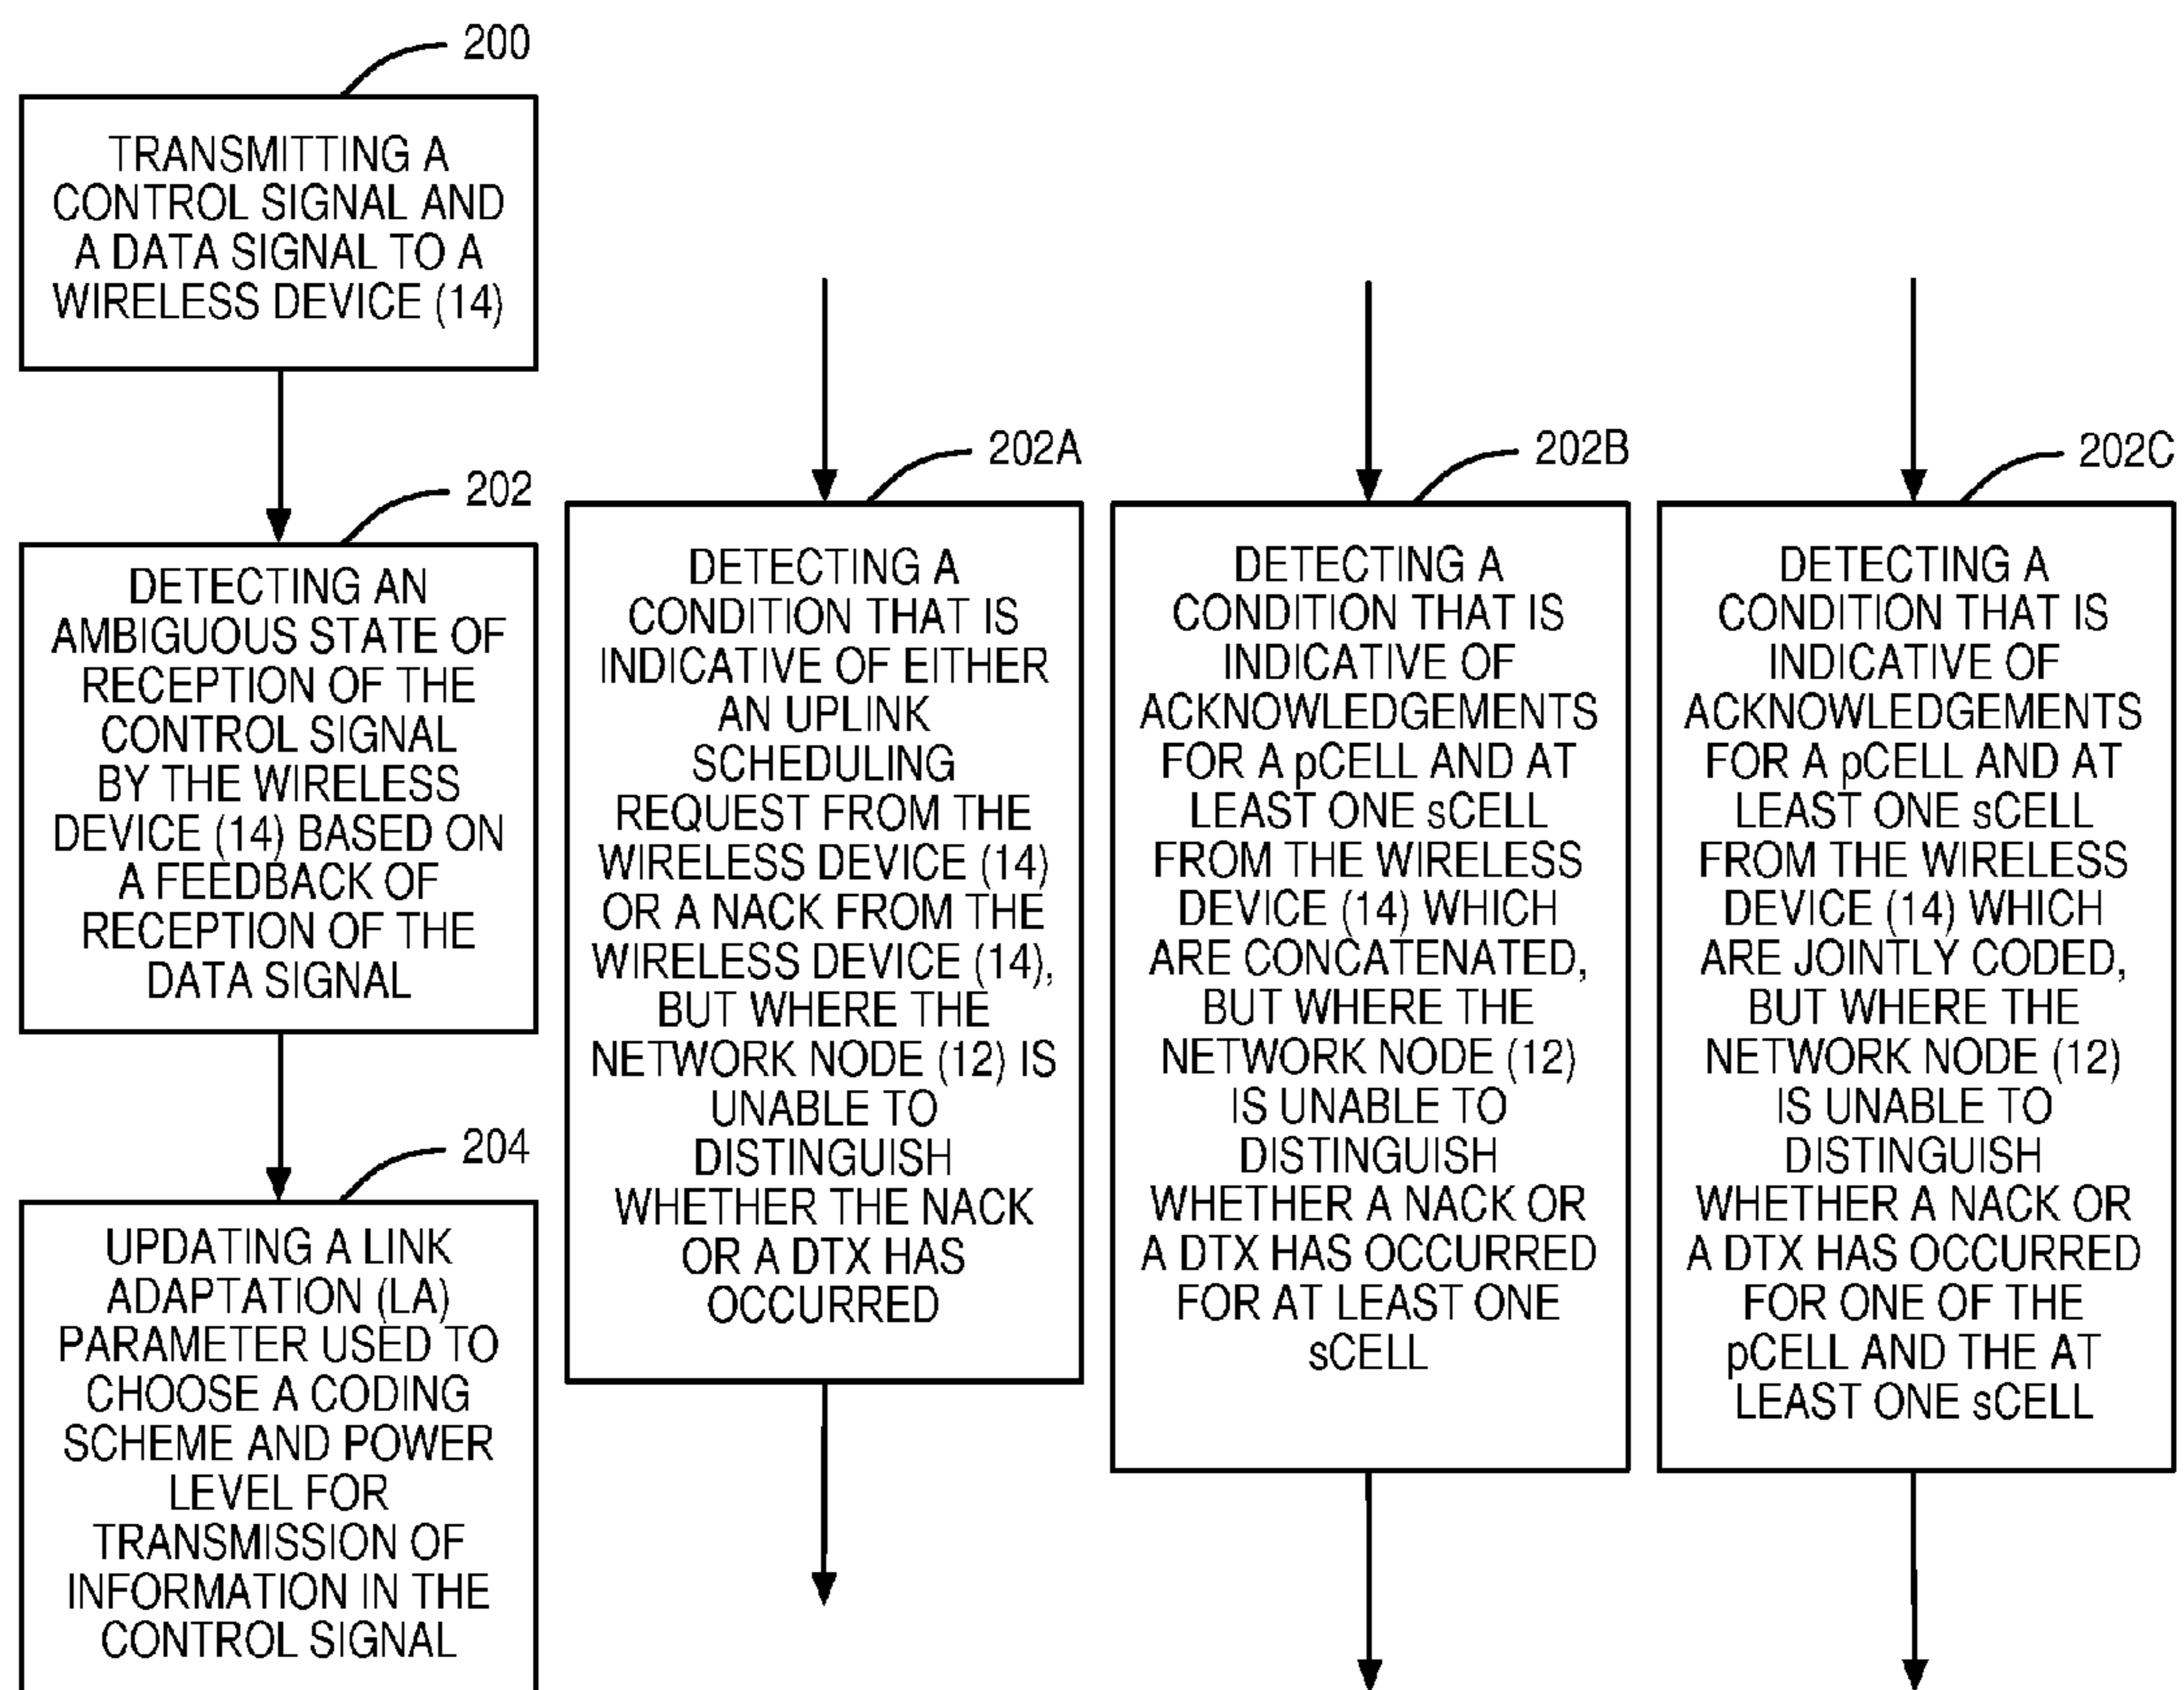 200
TRANSMITTING A
CONTROL SIGNAL AND
A DATA SIGNAL TO A
WIRELESS DEVICE (14)
202
DETECTING AN
AMBIGUOUS STATE OF
RECEPTION OF THE
CONTROL SIGNAL
BY THE WIRELESS
DEVICE (14) BASED ON
A FEEDBACK OF
RECEPTION OF THE
DATA SIGNAL
204
UPDATING A LINK
ADAPTATION (LA)
PARAMETER USED TO
CHOOSE A CODING
SCHEME AND POWER
LEVEL FOR
TRANSMISSION OF
INFORMATION IN THE
CONTROL SIGNAL
202A
DETECTING A
CONDITION THAT IS
INDICATIVE OF EITHER
AN UPLINK
SCHEDULING
REQUEST FROM THE
WIRELESS DEVICE (14)
OR A NACK FROM THE
WIRELESS DEVICE (14),
BUT WHERE THE
NETWORK NODE (12) IS
UNABLE TO
DISTINGUISH
WHETHER THE NACK
OR A DTX HAS
OCCURRED
202B
DETECTING A
CONDITION THAT IS
INDICATIVE OF
ACKNOWLEDGEMENTS
FOR A pCELL AND AT
LEAST ONE sCELL
FROM THE WIRELESS
DEVICE (14) WHICH
ARE CONCATENATED,
BUT WHERE THE
NETWORK NODE (12)
IS UNABLE TO
DISTINGUISH
WHETHER A NACK OR
A DTX HAS OCCURRED
FOR AT LEAST ONE
sCELL
202C
DETECTING A
CONDITION THAT IS
INDICATIVE OF
ACKNOWLEDGEMENTS
FOR A pCELL AND AT
LEAST ONE sCELL
FROM THE WIRELESS
DEVICE (14) WHICH
ARE JOINTLY CODED,
BUT WHERE THE
NETWORK NODE (12)
IS UNABLE TO
DISTINGUISH
WHETHER A NACK OR
A DTX HAS OCCURRED
FOR ONE OF THE
pCELL AND THE AT
LEAST ONE sCELL